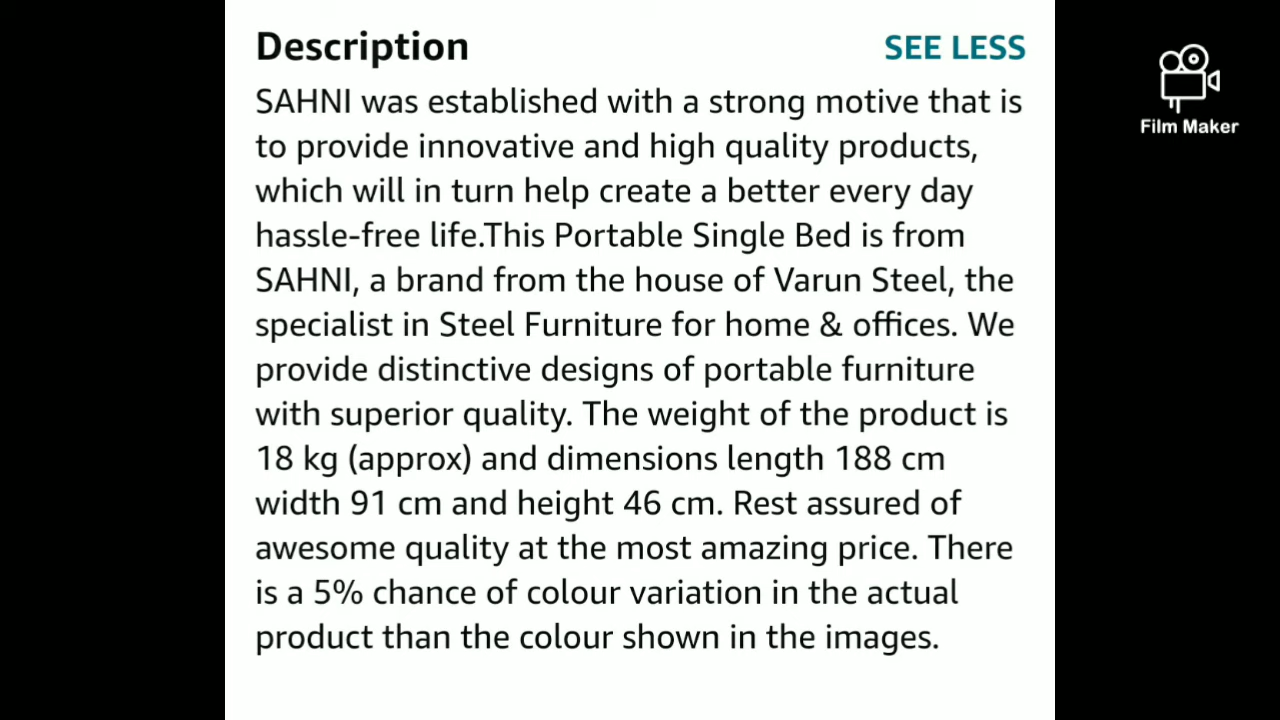 Description
SEE LESS
SAHNI was established with a strong motive that is
to provide innovative and high quality products,
which will in turn help create a better every day
hassle-free life.This Portable Single Bed is from
SAHNI, a brand from the house of Varun Steel, the
specialist in Steel Furniture for home & offices. We
provide distinctive designs of portable furniture
with superior quality. The weight of the product is
18 kg (approx) and dimensions length 188 cm
width 91 cm and height 46 cm. Rest assured of
awesome quality at the most amazing price. There
is a 5% chance of colour variation in the actual
product than the colour shown in the images.
Film Maker